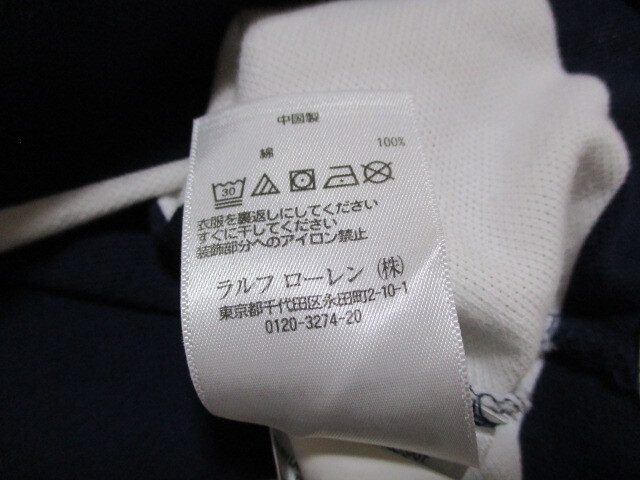 中国製
綿 100%
30
衣服を裏返しにしてください
すぐに干してください
装飾部分へのアイロン禁止
ラルフ ローレン (株)
東京都千代田区永田町2-10-1
0120-3274-20